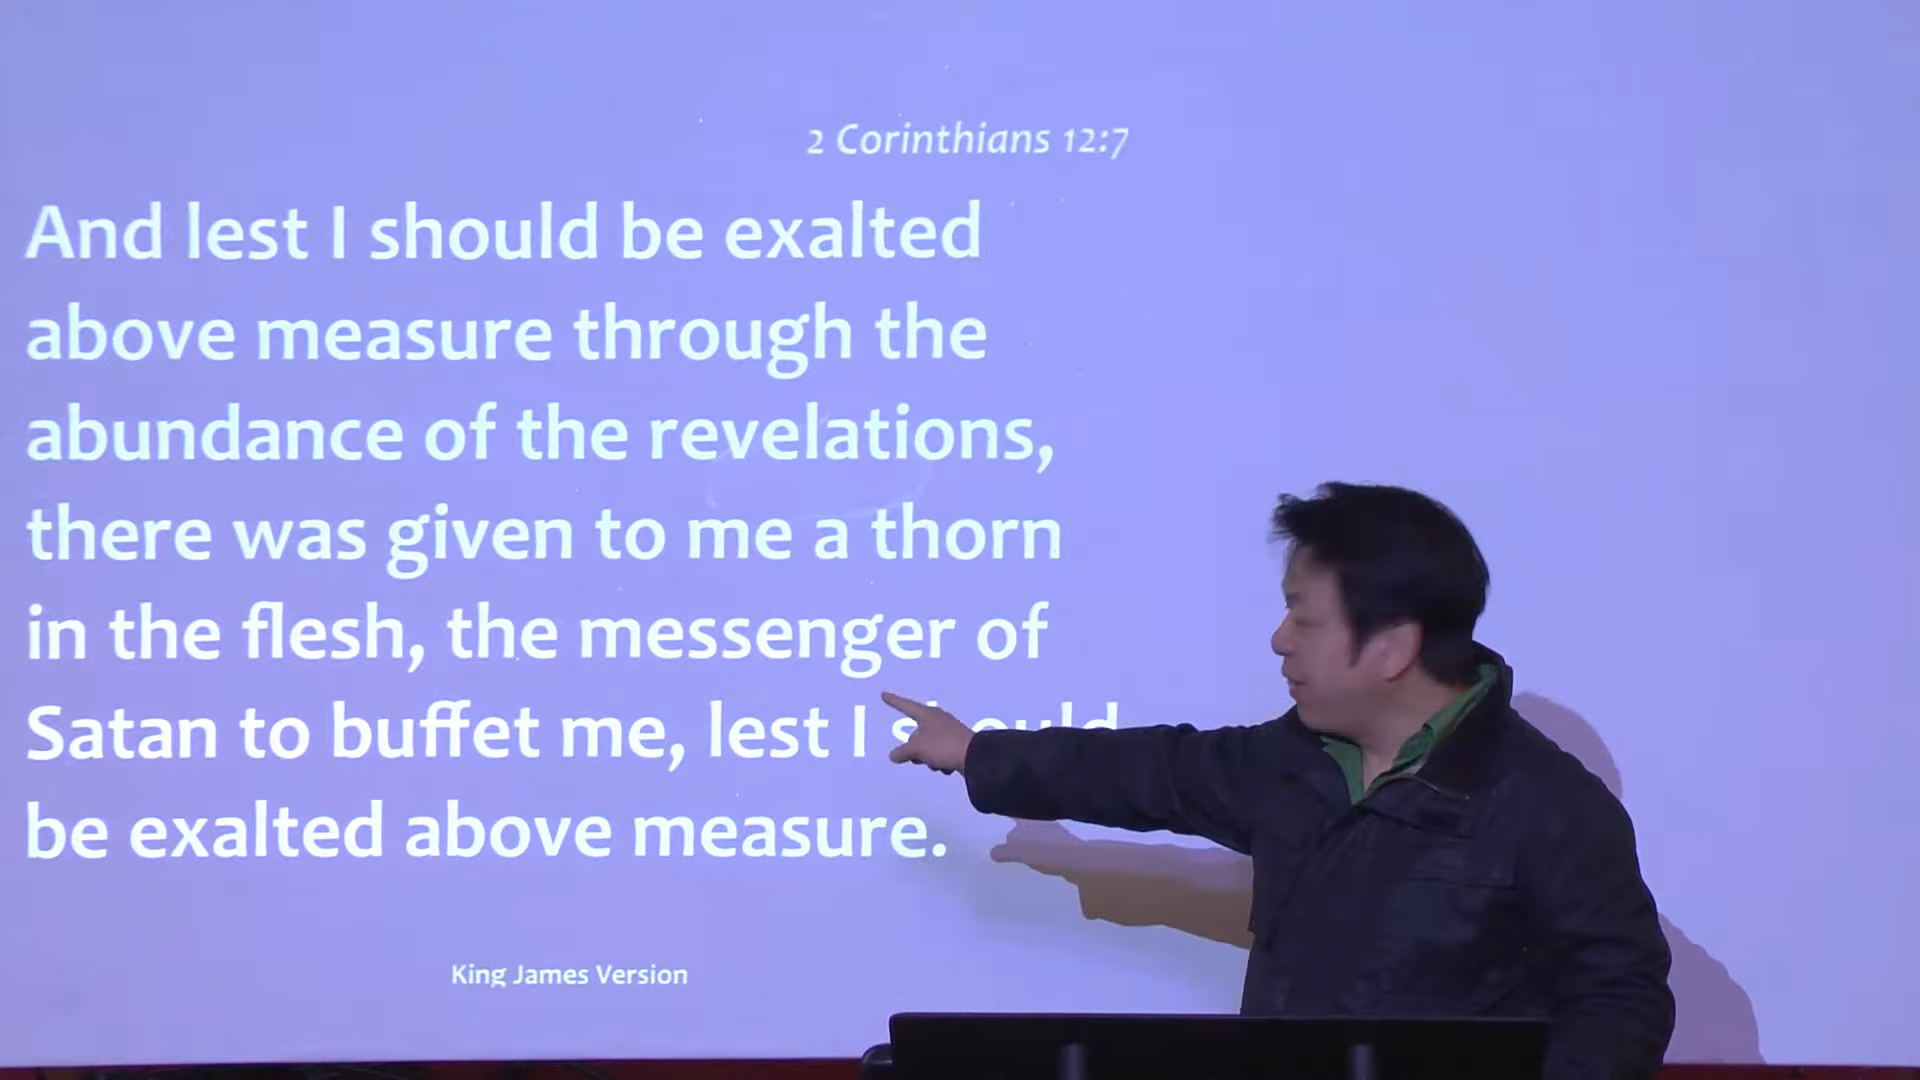 2 Corinthians 12:7
And lest I should be exalted
above measure through the
abundance of the revelations,
there was given to me a thorn
in the flesh, the messenger of
Satan to buffet me, lest I should
be exalted above measure.
King James Version